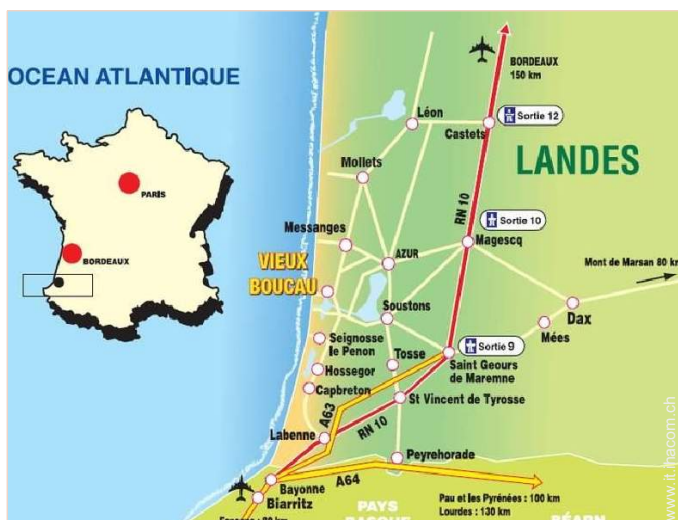 OCEAN ATLANTIQUE
PARIS
BORDEAUX
BORDEAUX
150 km
Léon
Sortie 12
Castets
LANDES
Mollets
RN 10
Sortie 10
Messanges
Magescq
AZUR
VIEUX
BOUCAU
Mont de Marsan 80 km
Soustons
Dax
Mées
Seignosse
le Penon
Sortie 9
Tosse
Saint Geours
de Maremne
Hossegor
Capbreton
St Vincent de Tyrosse
A63
RN 10
Labenne
Peyrehorade
A64
Bayonne
Biarritz
Pau et les Pyrénées : 100 km
Lourdes : 130 km
PAYS
BEARN
www.it.ihacom.ch